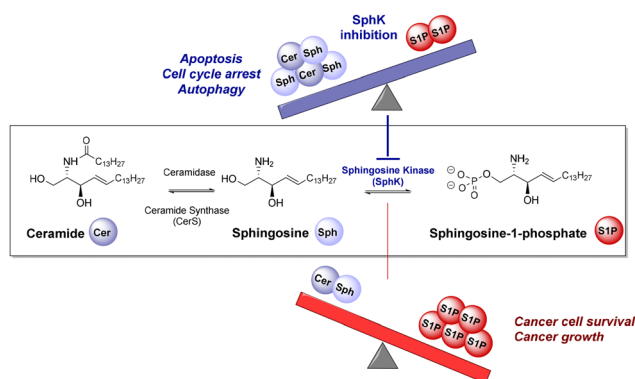 SphK
inhibition
S1P S1P
Apoptosis
Cell cycle arrest
Autophagy
Cer Sph
Sph Cer Sph
O
NH C13H27
HO C13H27
OH
Ceramide Cer
Ceramidase
Ceramide Synthase
(CerS)
NH2
HO C13H27
OH
Sphingosine Sph
Sphingosine Kinase
(SphK)
NH2
O P O C13H27
O O OH
Sphingosine-1-phosphate S1P
Cer Sph
S1P S1P
S1P S1P S1P
Cancer cell survival
Cancer growth